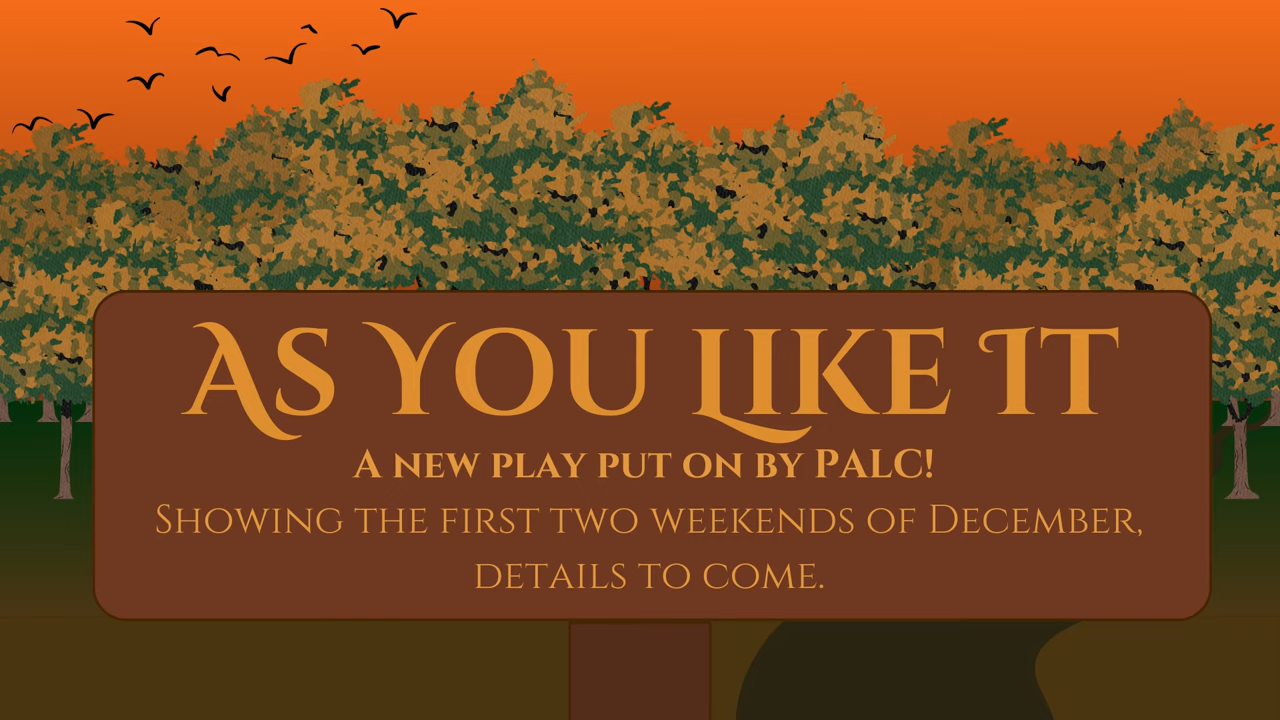 As You Like It
A new play put on by PALC!
Showing the first two weekends of December,
details to come.